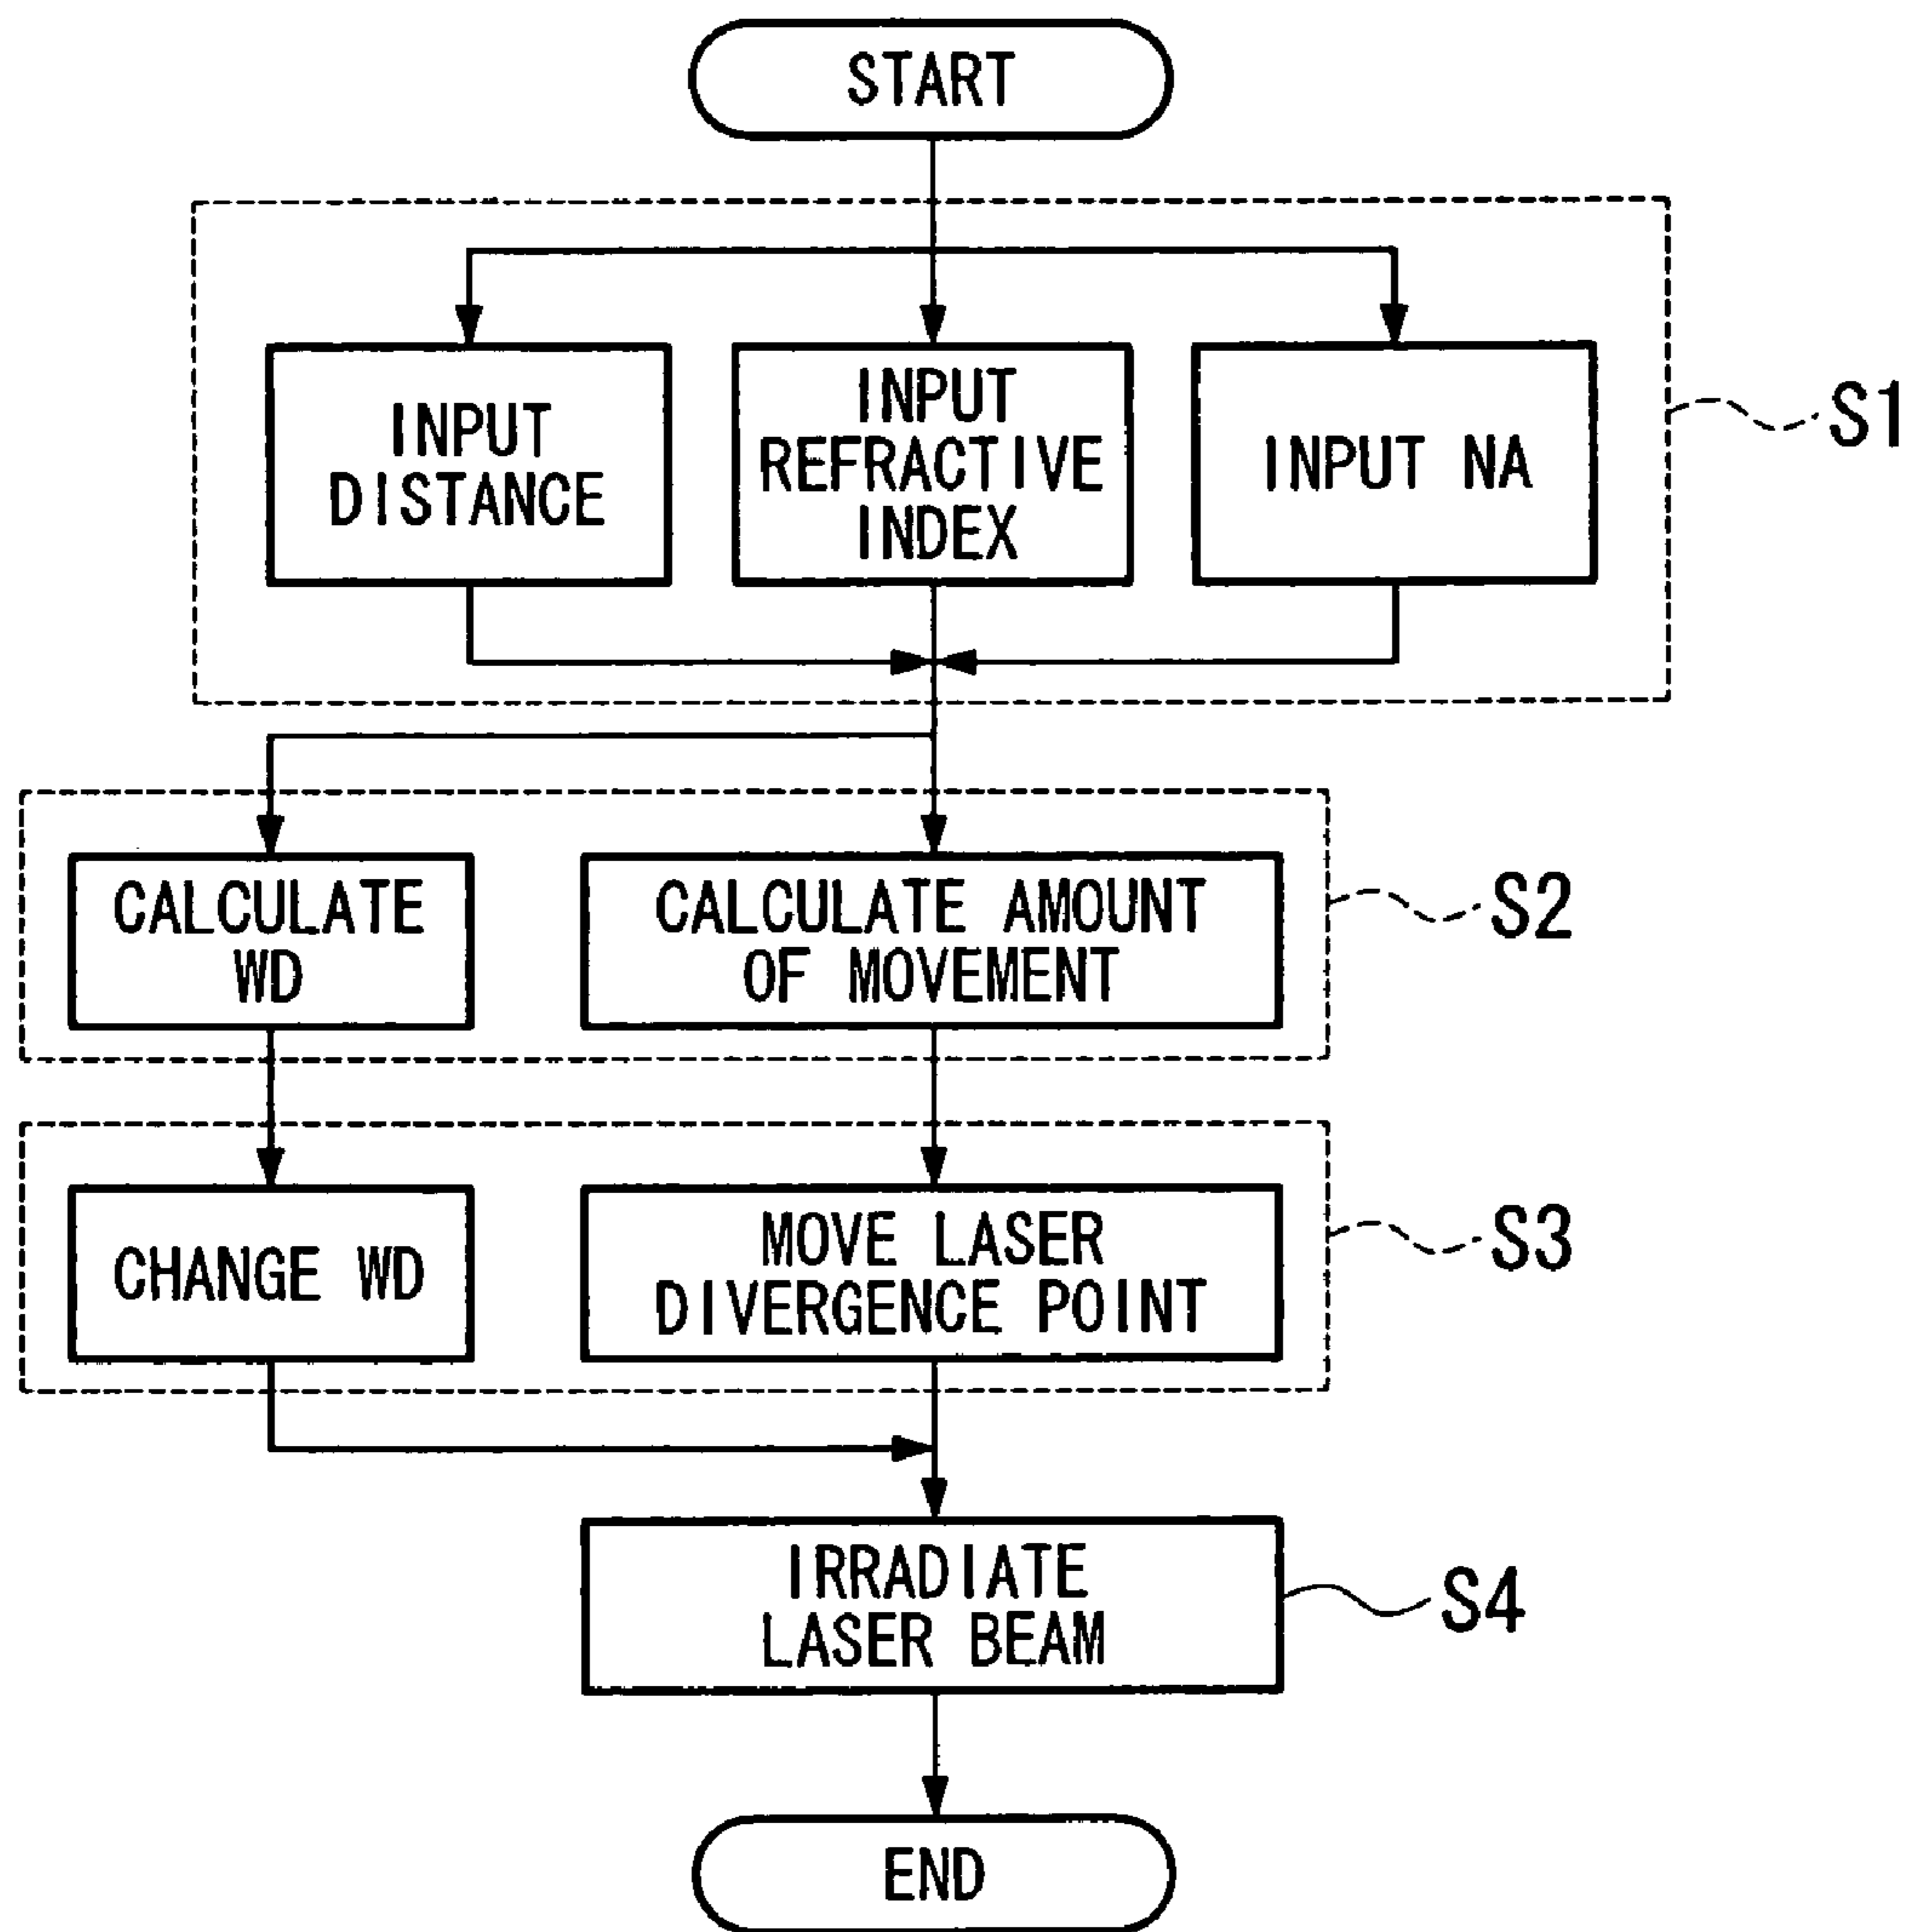 START
INPUT
DISTANCE
INPUT
REFRACTIVE
INDEX
INPUT NA
S1
CALCULATE
WD
CALCULATE AMOUNT
OF MOVEMENT
S2
CHANGE WD
MOVE LASER
DIVERGENCE POINT
S3
IRRADIATE
LASER BEAM
S4
END